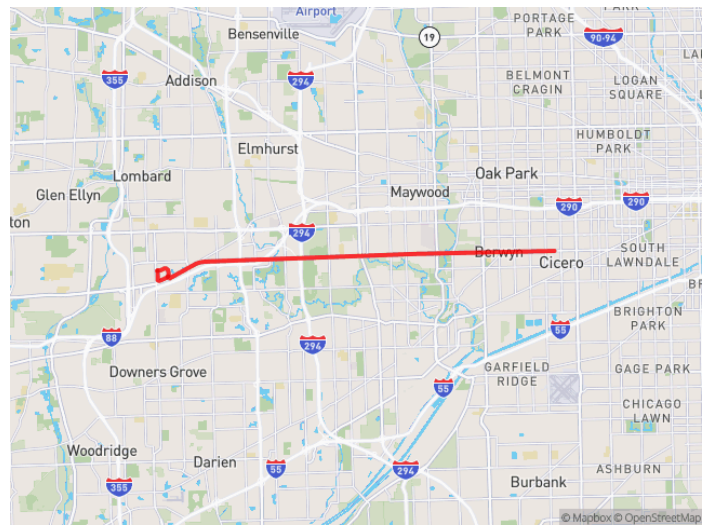 Airport
Bensenville
PORTAGE
PARK
19
90-94
355
Addison
294
BELMONT
CRAGIN
LOGAN
SQUARE
Elmhurst
HUMBOLDT
PARK
Lombard
Oak Park
Glen Ellyn
Maywood
290
290
ton
294
Berwyn
Cicero
SOUTH
LAWNDALE
BRIGHTON
PARK
55
88
294
Downers Grove
GARFIELD
RIDGE
GAGE PARK
55
CHICAGO
LAWN
Woodridge
Darien
55
294
ASHBURN
355
Burbank
© Mapbox © OpenStreetMap